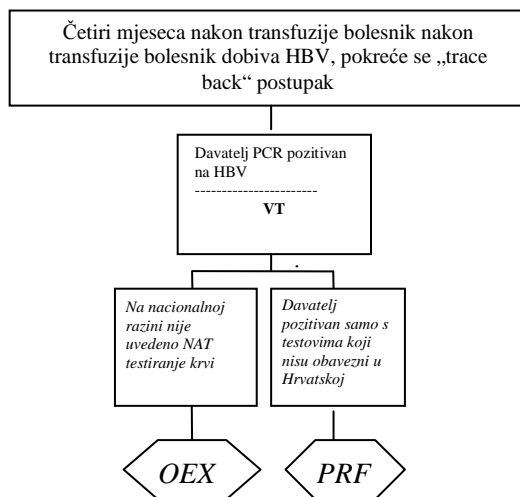 Četiri mjeseca nakon transfuzije bolesnik nakon
transfuzije bolesnik dobiva HBV, pokreće se „trace
back“ postupak
Davatelj PCR pozitivan
na HBV
-----------------------
VT
Na nacionalnoj
razini nije
uvedeno NAT
testiranje krvi
Davatelj
pozitivan samo s
testovima koji
nisu obavezni u
Hrvatskoj
OEX
PRF